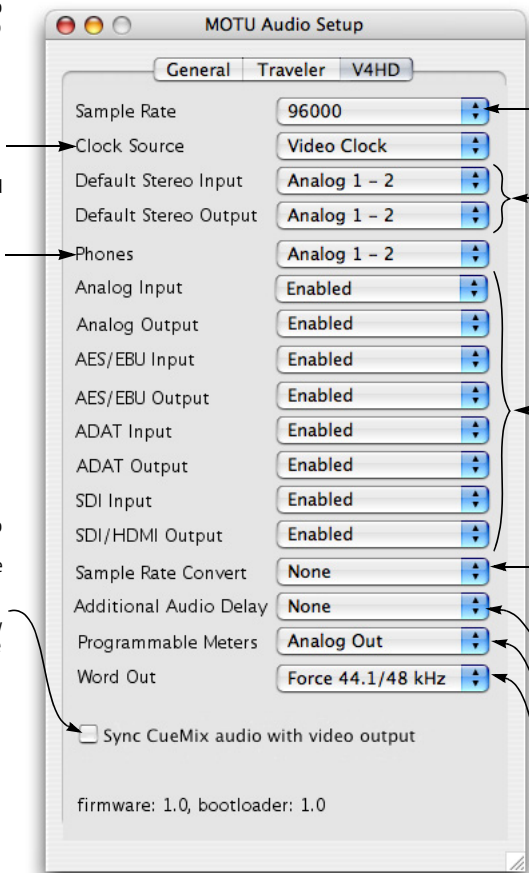 MOTU Audio Setup
General Traveler V4HD
Sample Rate 96000
Clock Source Video Clock
Default Stereo Input Analog 1 – 2
Default Stereo Output Analog 1 – 2
Phones Analog 1 – 2
Analog Input Enabled
Analog Output Enabled
AES/EBU Input Enabled
AES/EBU Output Enabled
ADAT Input Enabled
ADAT Output Enabled
SDI Input Enabled
SDI/HDMI Output Enabled
Sample Rate Convert None
Additional Audio Delay None
Programmable Meters Analog Out
Word Out Force 44.1/48 kHz
Sync CueMix audio with video output
firmware: 1.0, bootloader: 1.0